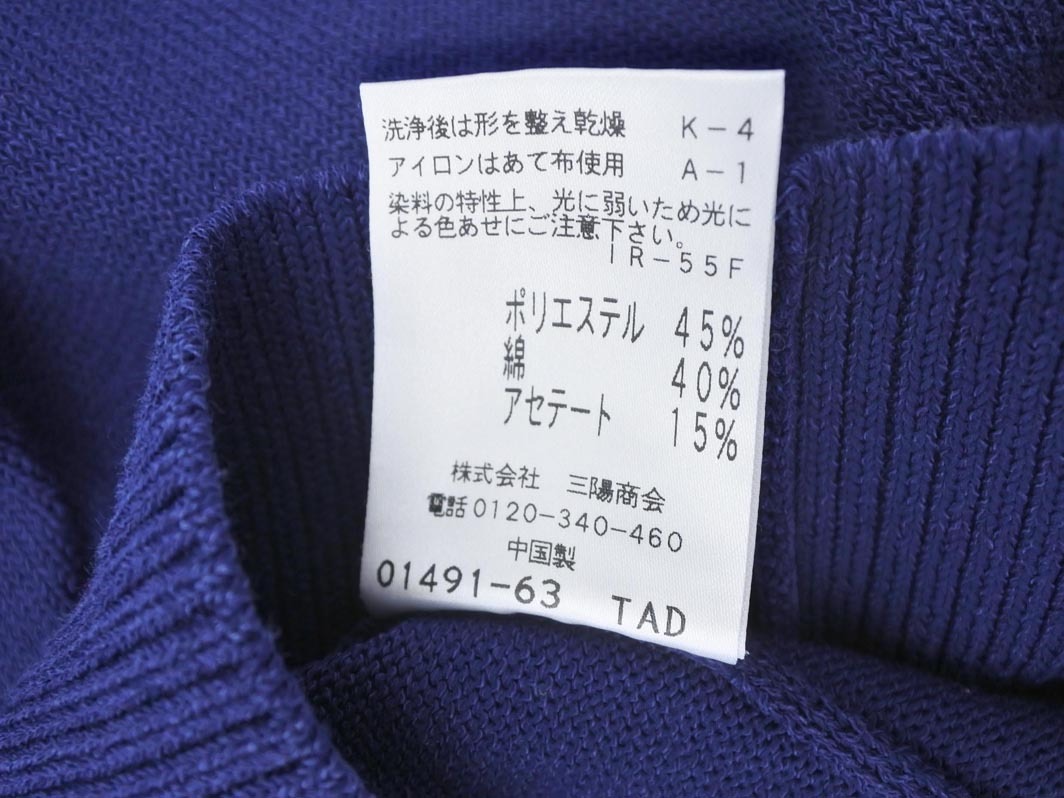 洗浄後は形を整え乾燥 K-4
アイロンはあて布使用 A-1
染料の特性上、光に弱いため光に
よる色あせにご注意下さい。
IR-55F
ポリエステル 45%
綿 40%
アセテート 15%
株式会社 三陽商会
電話0120-340-460
中国製
01491-63 TAD